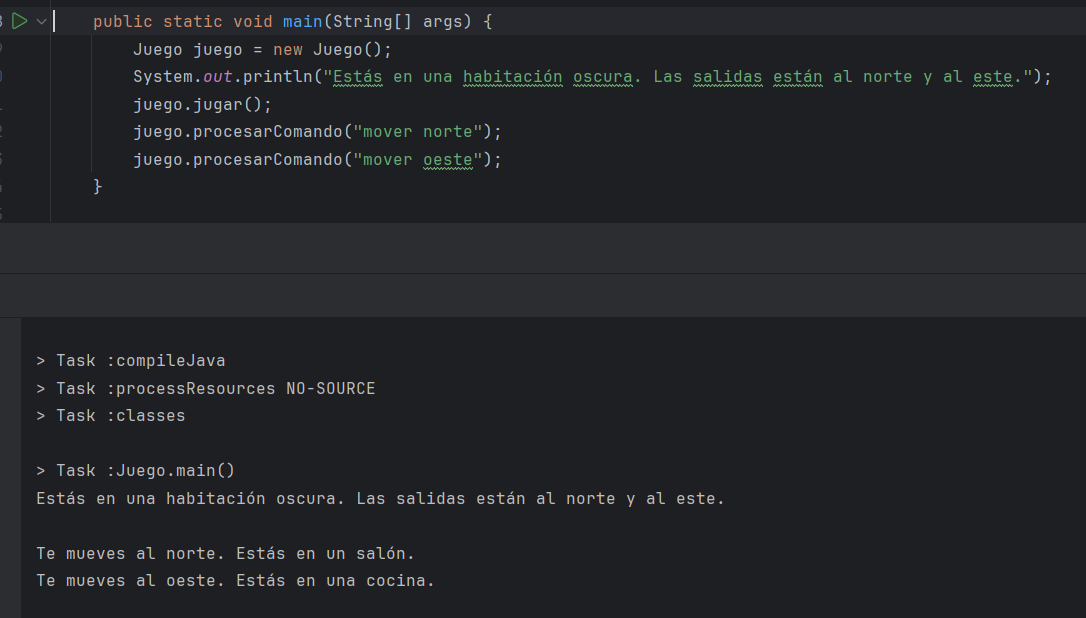 public static void main(String[] args) {
Juego juego = new Juego();
System.out.println("Estás en una habitación oscura. Las salidas están al norte y al este.");
juego.jugar();
juego.procesarComando("mover norte");
juego.procesarComando("mover oeste");
}
> Task :compileJava
> Task :processResources NO-SOURCE
> Task :classes
> Task :Juego.main()
Estás en una habitación oscura. Las salidas están al norte y al este.
Te mueves al norte. Estás en un salón.
Te mueves al oeste. Estás en una cocina.